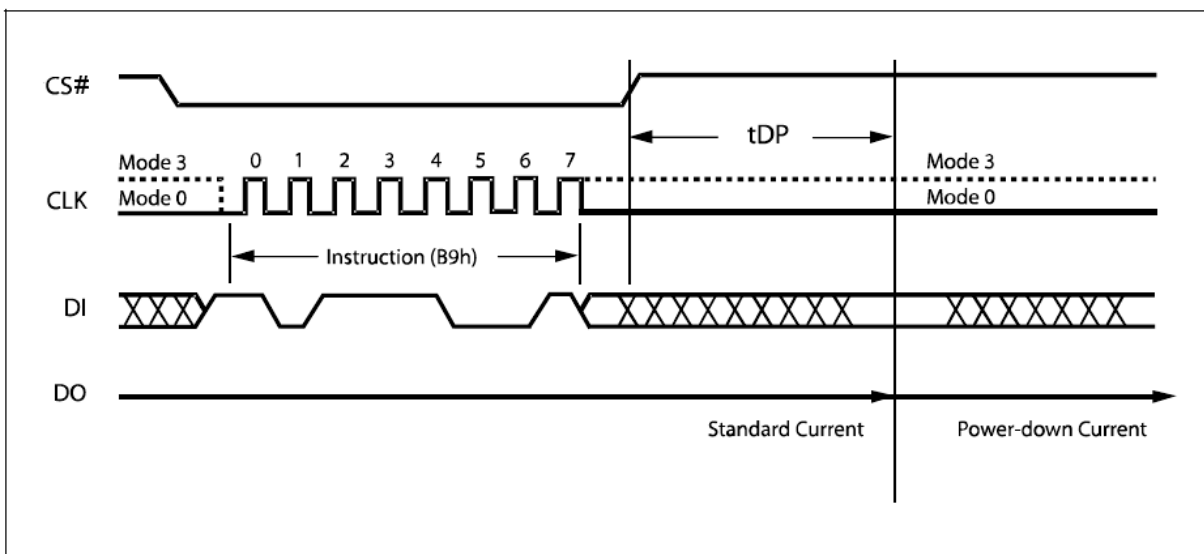 CS#
tDP
Mode 3 0 1 2 3 4 5 6 7 Mode 3
CLK Mode 0 Mode 0
Instruction (B9h)
DI
DO
Standard Current Power-down Current